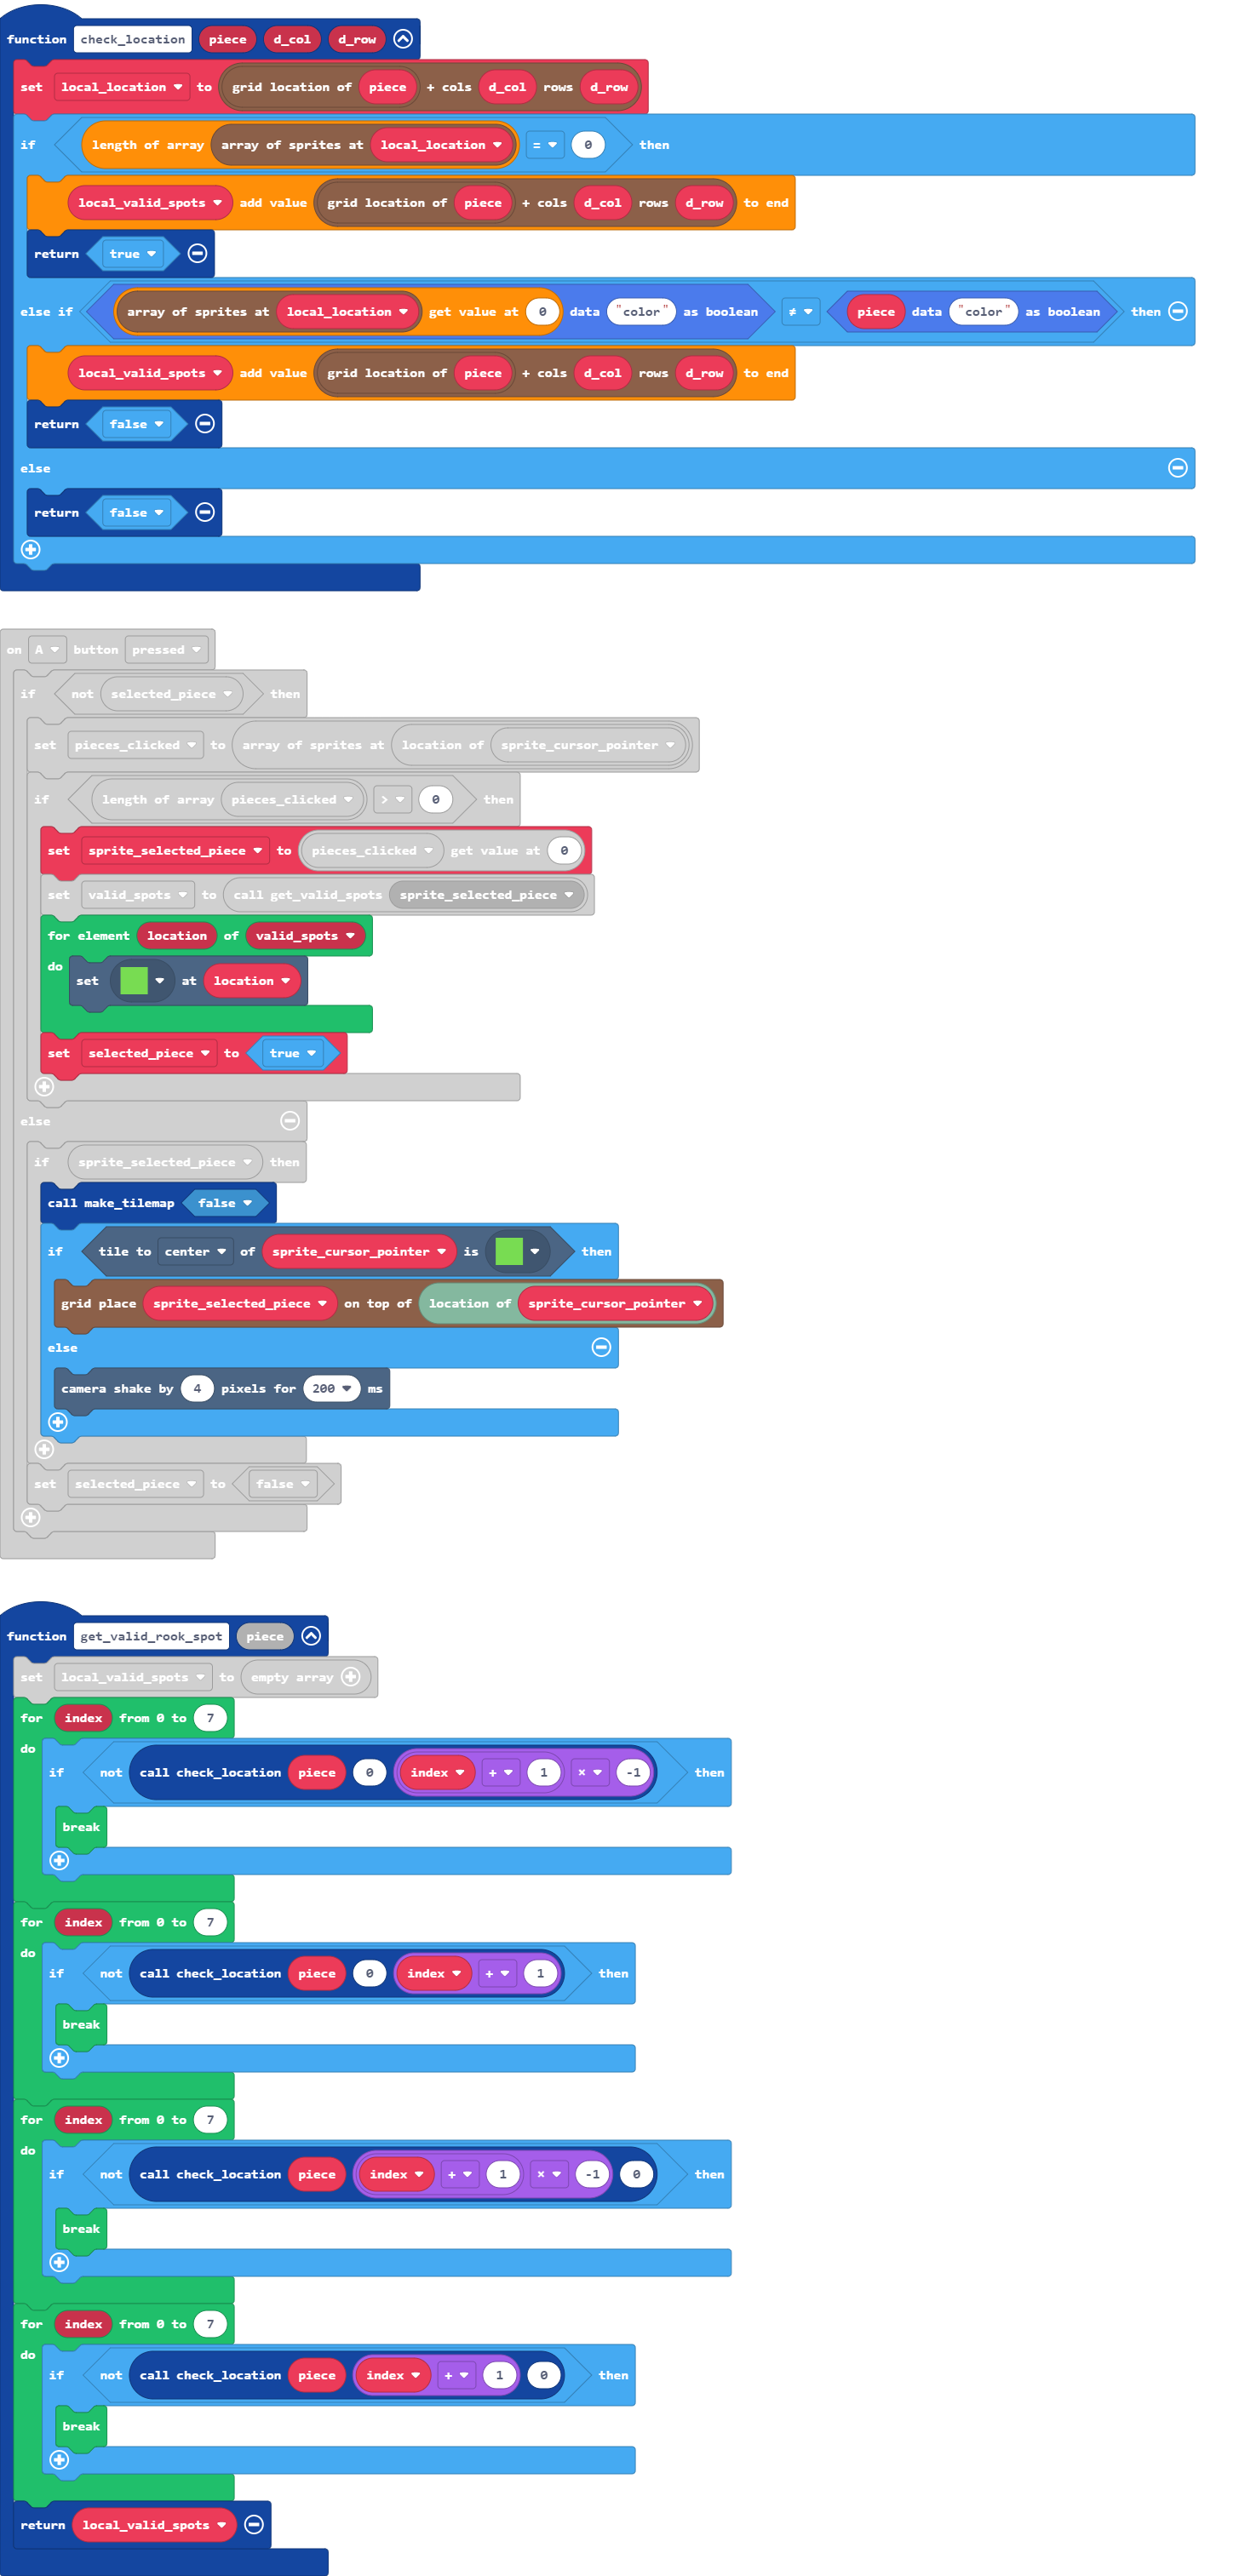 function check_location piece d_col d_row
set local_location to grid location of piece + cols d_col rows d_row
if length of array array of sprites at local_location = 0 then
local_valid_spots add value grid location of piece + cols d_col rows d_row to end
return true
else if array of sprites at local_location get value at 0 data "color" as boolean ≠ piece data "color" as boolean then
local_valid_spots add value grid location of piece + cols d_col rows d_row to end
return false
else
return false
on A button pressed
if not selected_piece then
set pieces_clicked to array of sprites at location of sprite_cursor_pointer
if length of array pieces_clicked > 0 then
set sprite_selected_piece to pieces_clicked get value at 0
set valid_spots to call get_valid_spots sprite_selected_piece
for element location of valid_spots
do set at location
set selected_piece to true
else
if sprite_selected_piece then
call make_tilemap false
if tile to center of sprite_cursor_pointer is then
grid place sprite_selected_piece on top of location of sprite_cursor_pointer
else
camera shake by 4 pixels for 200 ms
set selected_piece to false
function get_valid_rook_spot piece
set local_valid_spots to empty array
for index from 0 to 7
do
if not call check_location piece 0 index + 1 × -1 then
break
for index from 0 to 7
do
if not call check_location piece 0 index + 1 then
break
for index from 0 to 7
do
if not call check_location piece index + 1 × -1 0 then
break
for index from 0 to 7
do
if not call check_location piece index + 1 0 then
break
return local_valid_spots